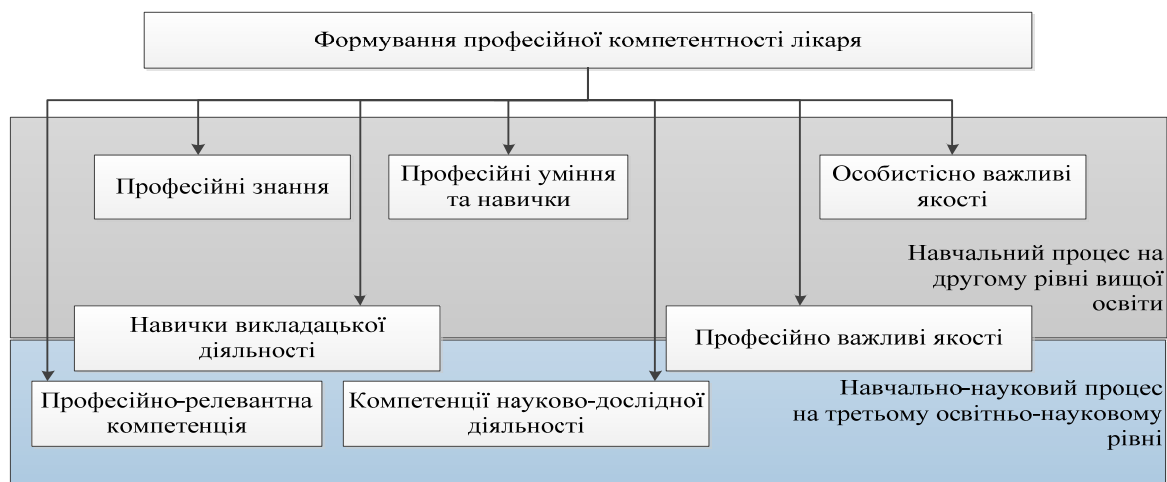 Формування професійної компетентності лікаря
Професійні знання
Професійні уміння
та навички
Особистісно важливі
якості
Навчальний процес на
другому рівні вищої
освіти
Навички викладацької
діяльності
Професійно важливі якості
Професійно-релевантна
компетенція
Компетенції науково-дослідної
діяльності
Навчально-науковий процес
на третьому освітньо-науковому
рівні